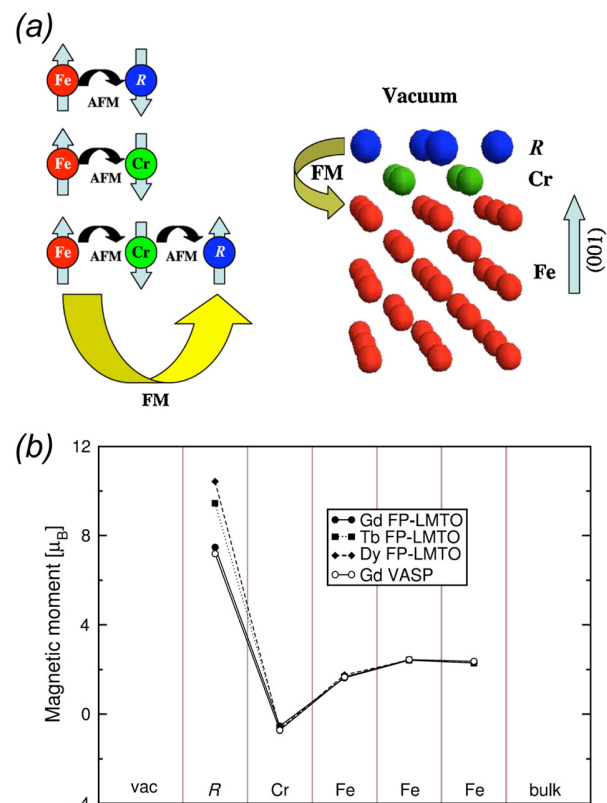 (a)
Fe
R
AFM
Fe
Cr
AFM
Fe
Cr
R
AFM
AFM
FM
Vacuum
R
Cr
FM
Fe
(001)
(b)
Magnetic moment [μB]
12
8
4
0
4
Gd FP-LMTO
Tb FP-LMTO
Dy FP-LMTO
Gd VASP
vac
R
Cr
Fe
Fe
Fe
bulk